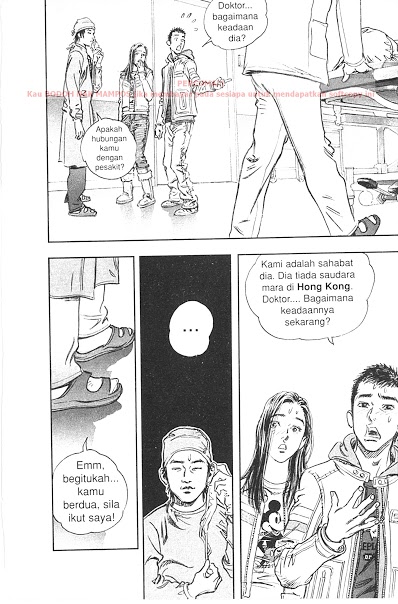 Doktor...
bagaimana
keadaan
dia?
Apakah
hubungan
kamu
dengan
pesakit?
Kami adalah sahabat
dia. Dia tiada saudara
mara di Hong Kong.
Doktor.... Bagaimana
keadaannya
sekarang?
...
Emm,
begitukah...
kamu
berdua, sila
ikut saya!